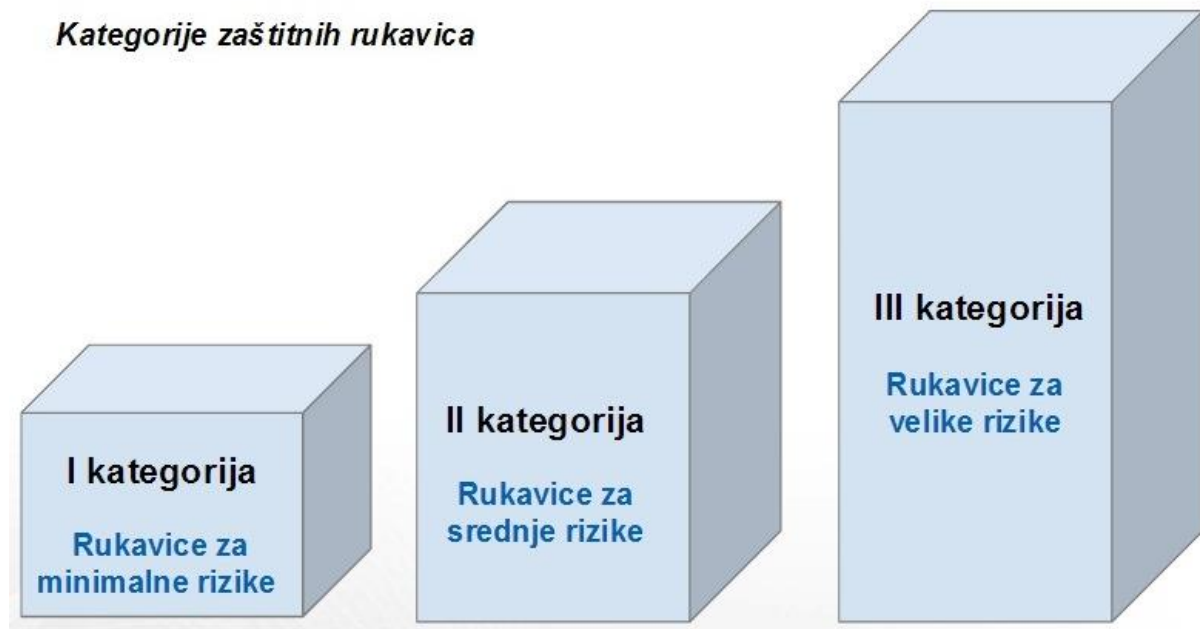 Kategorije zaštitnih rukavica
I kategorija
Rukavice za
minimalne rizike
II kategorija
Rukavice za
srednje rizike
III kategorija
Rukavice za
velike rizike